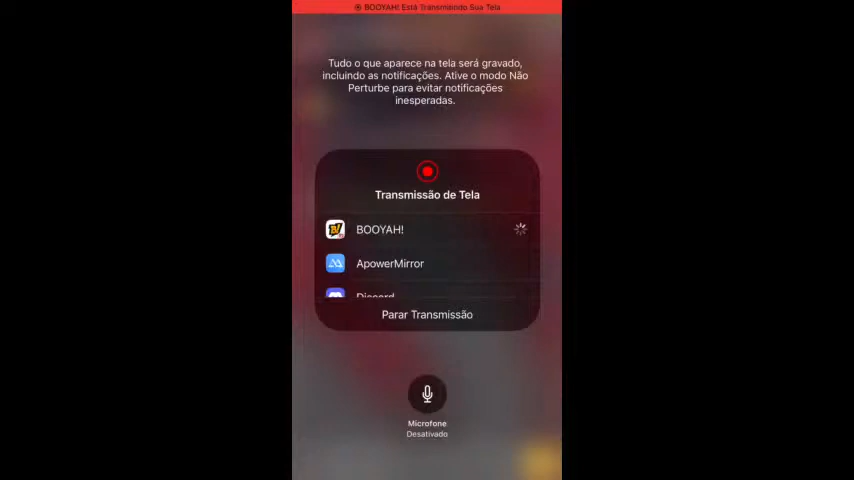 BOOYAH! Está Transmitindo Sua Tela
Tudo o que aparece na tela será gravado,
incluindo as notificações. Ative o modo Não
Perturbe para evitar notificações
inesperadas.
Transmissão de Tela
BOOYAH!
ApowerMirror
Discord
Parar Transmissão
Microfone
Desativado